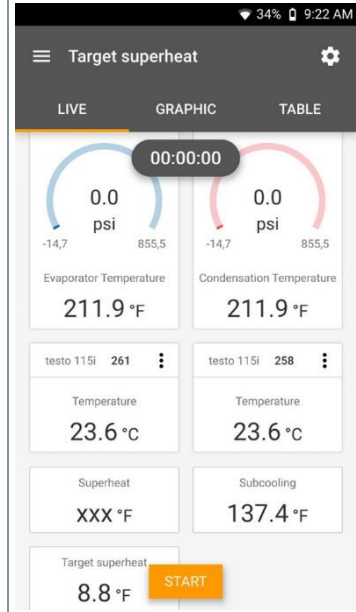 34% 9:22 AM
Target superheat
LIVE GRAPHIC TABLE
00:00:00
0.0 0.0
psi psi
-14,7 855,5 -14,7 855,5
Evaporator Temperature Condensation Temperature
211.9 °F 211.9 °F
testo 115i 261 testo 115i 258
Temperature Temperature
23.6 °C 23.6 °C
Superheat Subcooling
xxx °F 137.4 °F
Target superheat
8.8 °F START